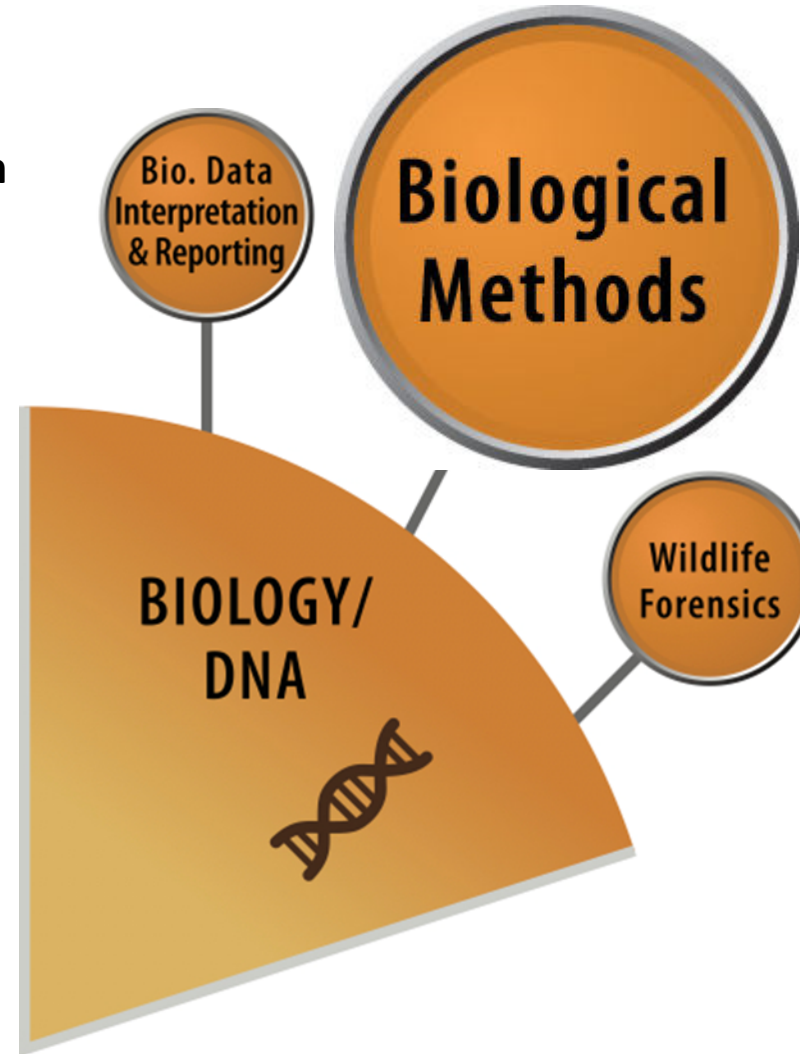 Bio. Data
Interpretation
& Reporting
Biological
Methods
Wildlife
Forensics
BIOLOGY/
DNA